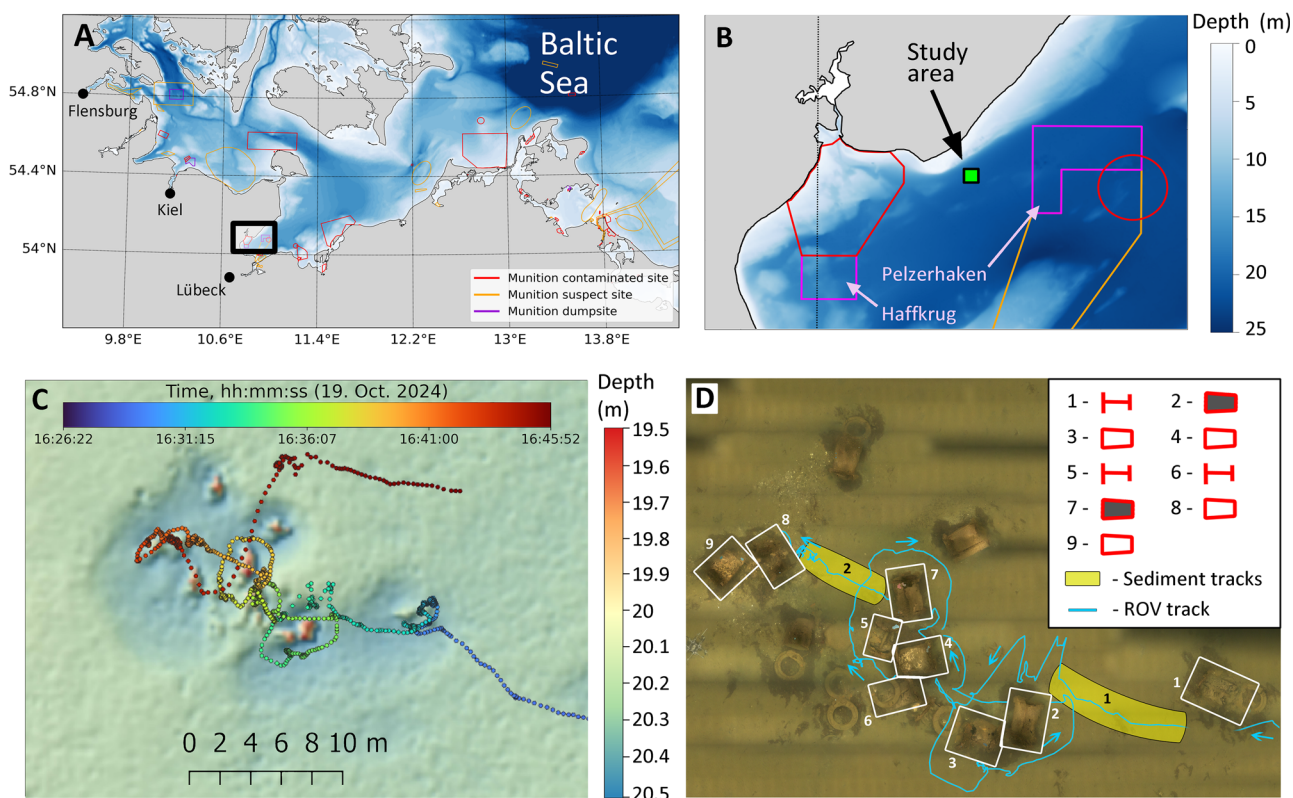 A
Baltic
Sea
54.8°N
Flensburg
54.4°N
Kiel
54°N
Lübeck
Munition contaminated site
Munition suspect site
Munition dumpsite
9.8°E
10.6°E
11.4°E
12.2°E
13°E
13.8°E
B
Study
area
Pelzerhaken
Haffkrug
Depth (m)
0
5
10
15
20
25
C
Time, hh:mm:ss (19. Oct. 2024)
16:26:22
16:31:15
16:36:07
16:41:00
16:45:52
0 2 4 6 8 10 m
Depth
(m)
19.5
19.6
19.7
19.8
19.9
20
20.1
20.2
20.3
20.4
20.5
D
1 -
2 -
3 -
4 -
5 -
6 -
7 -
8 -
9 -
- Sediment tracks
- ROV track
8
9
2
7
5
4
6
1
1
2
3